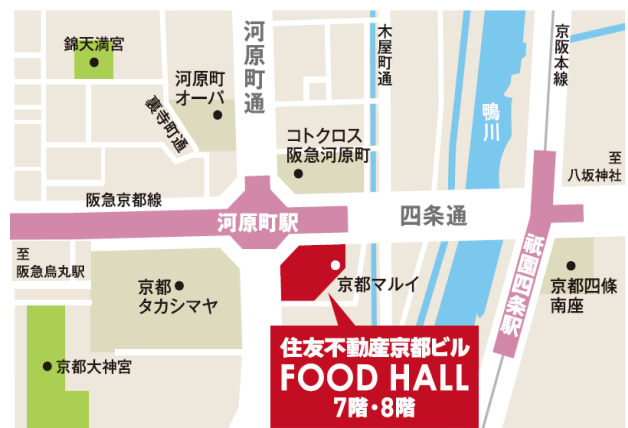 錦天満宮
河原町
オーパ
裏寺町通
河原町通
木屋町通
鴨川
京阪本線
コトクロス
阪急河原町
至
八坂神社
阪急京都線
河原町駅
四条通
祇園四条駅
至
阪急烏丸駅
京都
タカシマヤ
京都マルイ
京都四條
南座
京都大神宮
住友不動産京都ビル
FOOD HALL
7階・8階